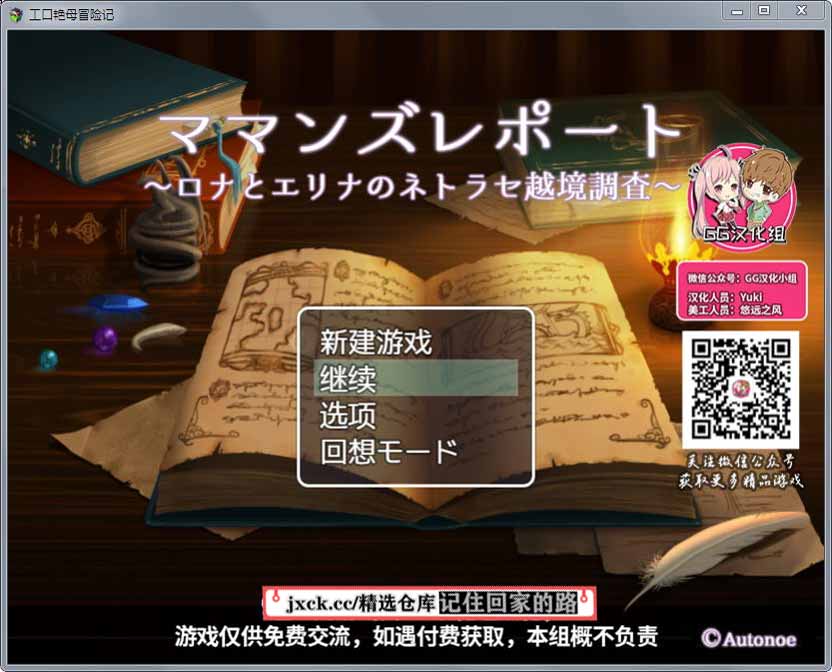 工口艳母冒险记
ママンズレポート
～ロナとエリナのネトラセ越境調査～
GG汉化组
微信公众号：GG汉化小组
汉化人员：Yuki
美工人员：悠远之风
新建游戏
继续
选项
回想モード
关注微信公众号
获取更多精品游戏
jxck.cc/精选仓库 记住回家的路
游戏仅供免费交流，如遇付费获取，本组概不负责
©Autonoe